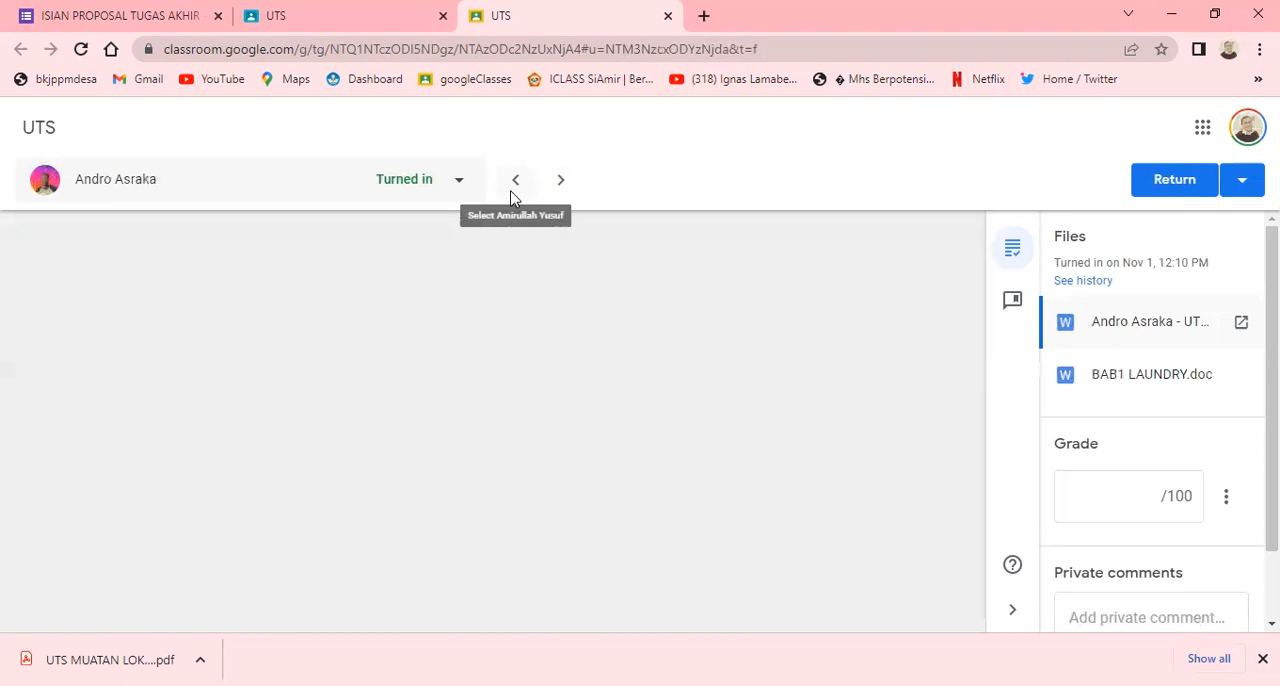 ISIAN PROPOSAL TUGAS AKHIR
UTS
UTS
classroom.google.com/g/tg/NTQ1NTczODI5NDgz/NTAzODc2NzUxNjA4#u=NTM3NzcxODYzNjda&t=f
bkjppmdesa
Gmail
YouTube
Maps
Dashboard
googleClasses
ICLASS SiAmir | Ber...
(318) Ignas Lamabe...
� Mhs Berpotensi...
Netflix
Home / Twitter
»
UTS
Andro Asraka
Turned in
Return
Select Amirullah Yusuf
Files
Turned in on Nov 1, 12:10 PM
See history
W Andro Asraka - UT...
W BAB1 LAUNDRY.doc
Grade
/100
Private comments
Add private comment...
UTS MUATAN LOK....pdf
Show all